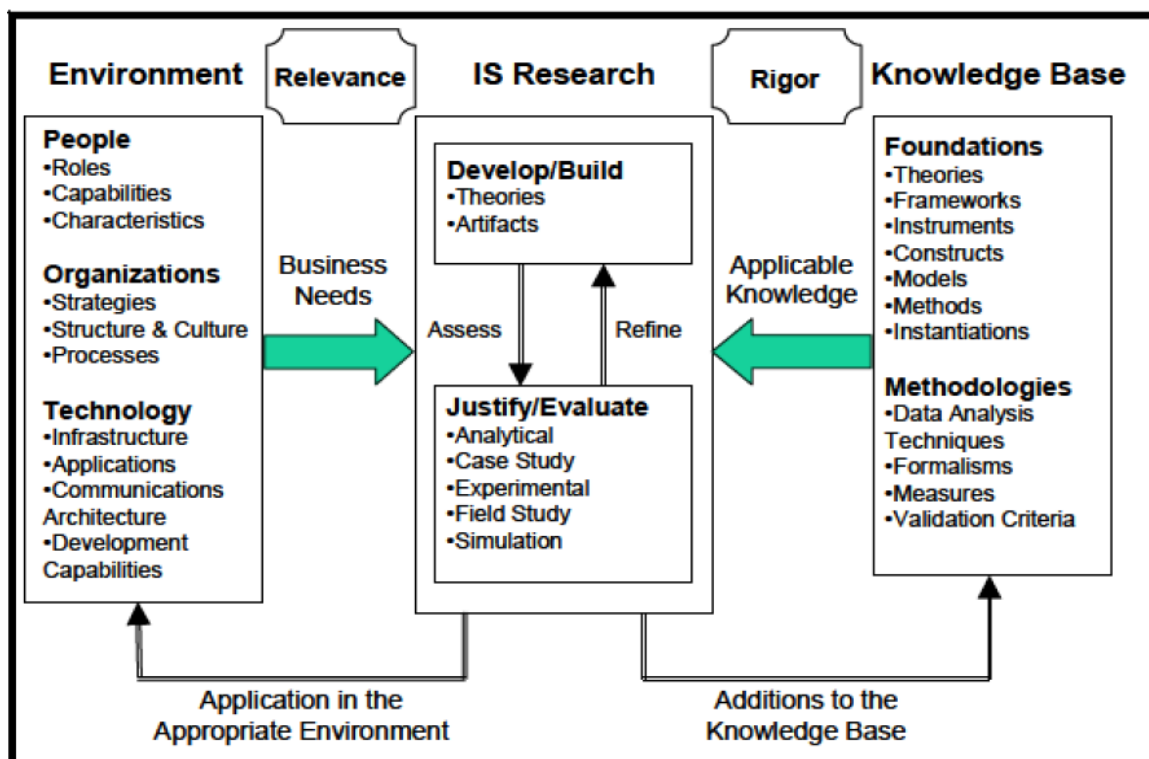 Environment
Relevance
IS Research
Rigor
Knowledge Base
People
•Roles
•Capabilities
•Characteristics
Organizations
•Strategies
•Structure & Culture
•Processes
Technology
•Infrastructure
•Applications
•Communications
Architecture
•Development
Capabilities
Business
Needs
Develop/Build
•Theories
•Artifacts
Assess
Refine
Justify/Evaluate
•Analytical
•Case Study
•Experimental
•Field Study
•Simulation
Applicable
Knowledge
Foundations
•Theories
•Frameworks
•Instruments
•Constructs
•Models
•Methods
•Instantiations
Methodologies
•Data Analysis
Techniques
•Formalisms
•Measures
•Validation Criteria
Application in the
Appropriate Environment
Additions to the
Knowledge Base